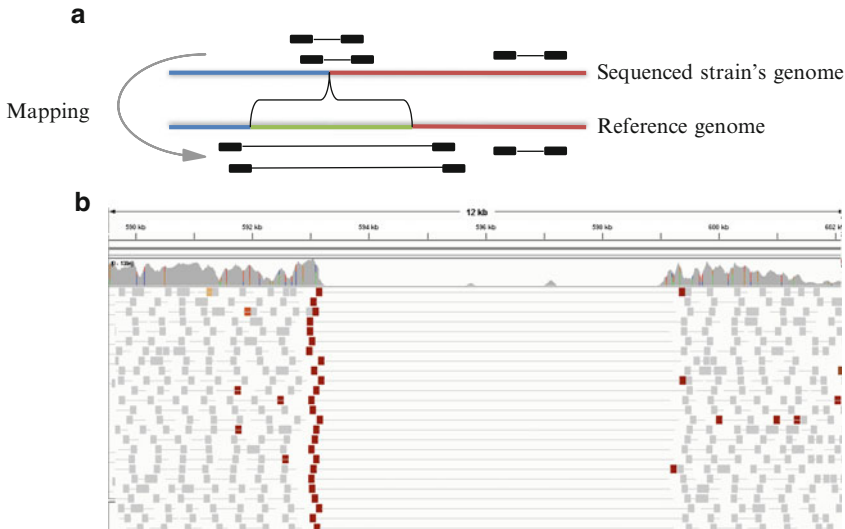 a
Sequenced strain's genome
Mapping
Reference genome
b
12 kb
590 kb 592 kb 594 kb 596 kb 598 kb 600 kb 602 k